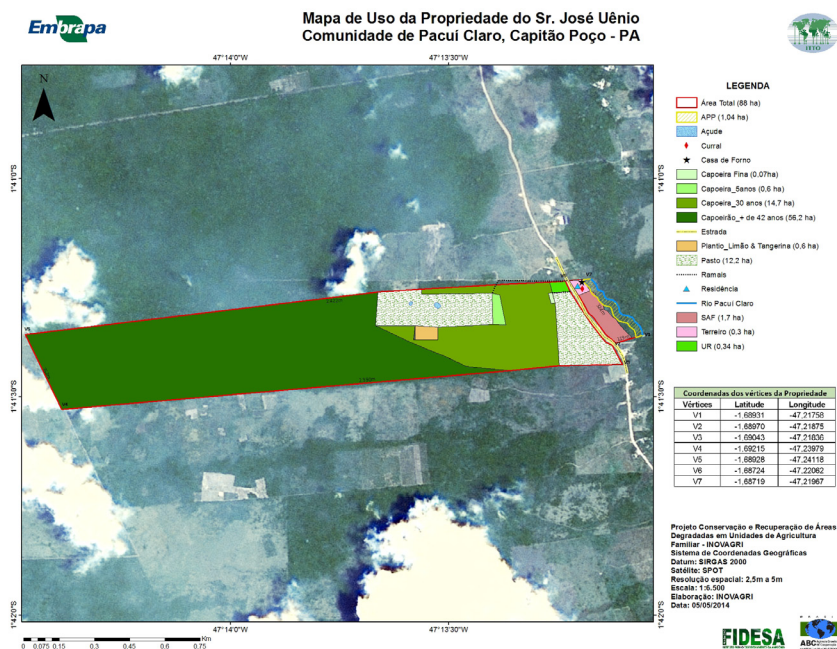 Embrapa
Mapa de Uso da Propriedade do Sr. José Uênio
Comunidade de Pacuí Claro, Capitão Poço - PA
47°14'0"W
47°13'30"W
N
1°41'0"S
1°41'30"S
1°42'0"S
47°14'0"W
47°13'30"W
0 0.075 0.15 0.3 0.45 0.6 0.75
Km
LEGENDA
Área Total (88 ha)
APP (1,04 ha)
Açude
Curral
Casa de Forno
Capoeira Fina (0,07ha)
Capoeira_5anos (0,6 ha)
Capoeira_30 anos (14,7 ha)
Capoeirão_+ de 42 anos (56,2 ha)
Estrada
Plantio_Limão & Tangerina (0,6 ha)
Pasto (12,2 ha)
Ramais
Residência
Rio Pacuí Claro
SAF (1,7 ha)
Terreiro (0,3 ha)
UR (0,34 ha)
Coordenadas dos vértices da Propriedade
Vértices Latitude Longitude
V1 -1,68931 -47,21758
V2 -1,68970 -47,21875
V3 -1,69043 -47,21836
V4 -1,69215 -47,23979
V5 -1,68928 -47,24118
V6 -1,68724 -47,22062
V7 -1,68719 -47,21967
Projeto Conservação e Recuperação de Áreas
Degradadas em Unidades de Agricultura
Familiar - INOVAGRI
Sistema de Coordenadas Geográficas
Datum: SIRGAS 2000
Satélite: SPOT
Resolução espacial: 2,5m a 5m
Escala: 1:6.500
Elaboração: INOVAGRI
Data: 05/05/2014
FIDESA
ABC